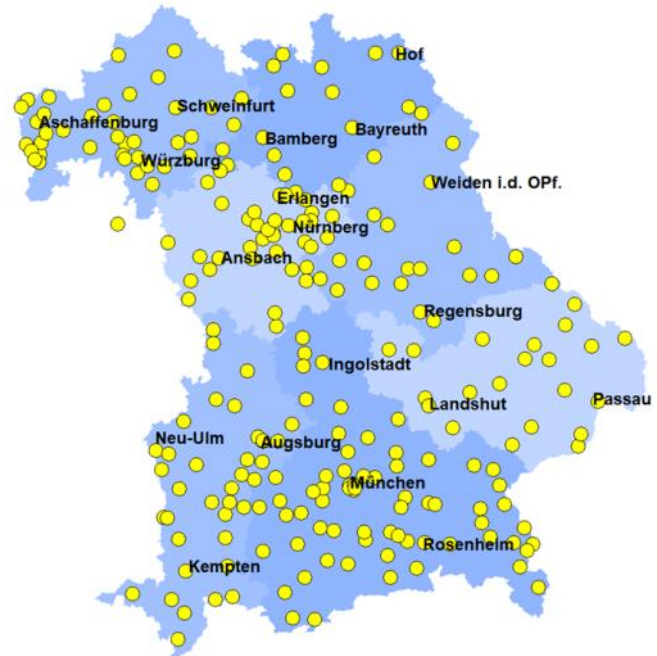 Hof
Schweinfurt
Aschaffenburg
Bayreuth
Bamberg
Würzburg
Weiden i.d. OPf.
Erlangen
Nürnberg
Ansbach
Regensburg
Ingolstadt
Passau
Landshut
Neu-Ulm
Augsburg
München
Rosenheim
Kempten